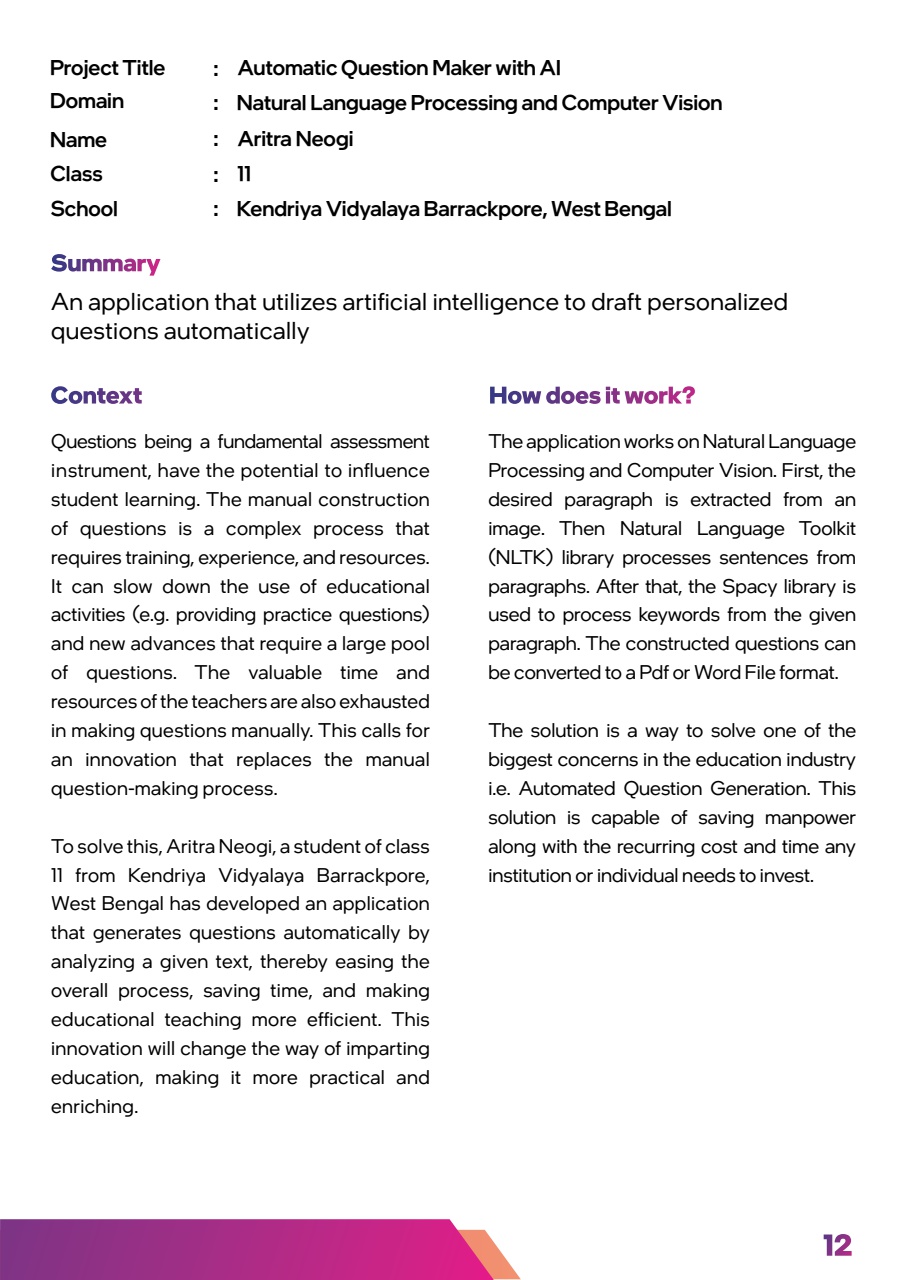 Project Title : Automatic Question Maker with AI
Domain : Natural Language Processing and Computer Vision
Name : Aritra Neogi
Class : 11
School : Kendriya Vidyalaya Barrackpore, West Bengal
Summary
An application that utilizes artificial intelligence to draft personalized
questions automatically
Context
Questions being a fundamental assessment
instrument, have the potential to influence
student learning. The manual construction
of questions is a complex process that
requires training, experience, and resources.
It can slow down the use of educational
activities (e.g. providing practice questions)
and new advances that require a large pool
of questions. The valuable time and
resources of the teachers are also exhausted
in making questions manually. This calls for
an innovation that replaces the manual
question-making process.
To solve this, Aritra Neogi, a student of class
11 from Kendriya Vidyalaya Barrackpore,
West Bengal has developed an application
that generates questions automatically by
analyzing a given text, thereby easing the
overall process, saving time, and making
educational teaching more efficient. This
innovation will change the way of imparting
education, making it more practical and
enriching.
How does it work?
The application works on Natural Language
Processing and Computer Vision. First, the
desired paragraph is extracted from an
image. Then Natural Language Toolkit
(NLTK) library processes sentences from
paragraphs. After that, the Spacy library is
used to process keywords from the given
paragraph. The constructed questions can
be converted to a Pdf or Word File format.
The solution is a way to solve one of the
biggest concerns in the education industry
i.e. Automated Question Generation. This
solution is capable of saving manpower
along with the recurring cost and time any
institution or individual needs to invest.
12